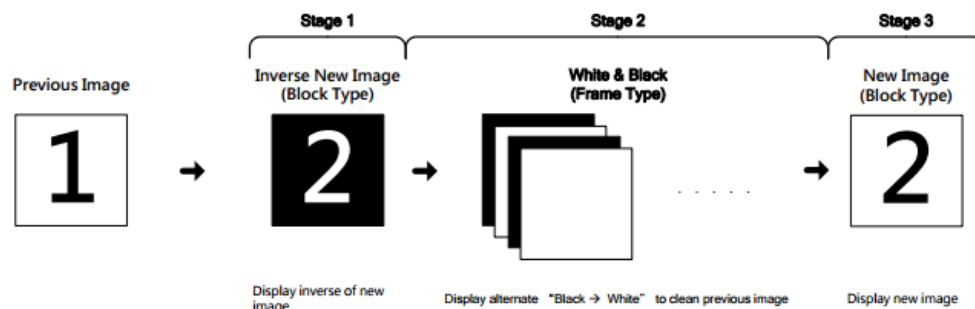 Stage 1
Stage 2
Stage 3
Previous Image
Inverse New Image
(Block Type)
White & Black
(Frame Type)
New Image
(Block Type)
1
2
2
. . . . .
Display inverse of new
image
Display alternate “Black → White” to clean previous image
Display new image